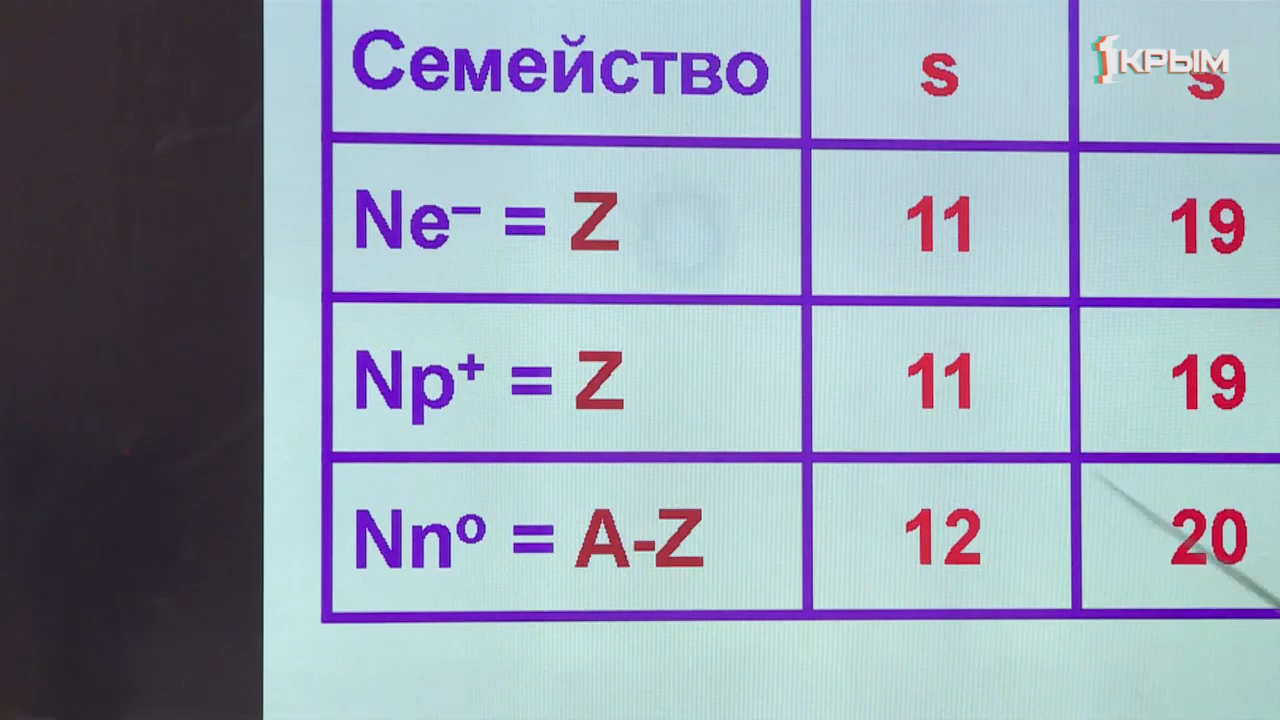 Семейство s s
1КРЫМ
Ne⁻ = Z 11 19
Np⁺ = Z 11 19
Nnº = A-Z 12 20